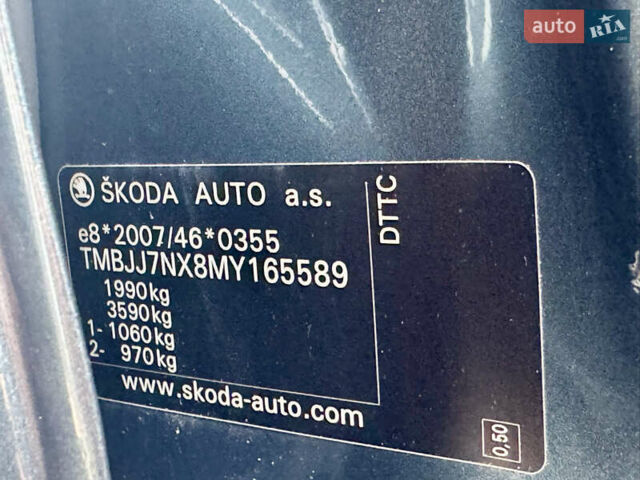 auto RIA
.com
ŠKODA AUTO a.s.
e8*2007/46*0355
TMBJJ7NX8MY165589
1990kg
3590kg
1- 1060kg
2- 970kg
www.skoda-auto.com
DTTC
0,50